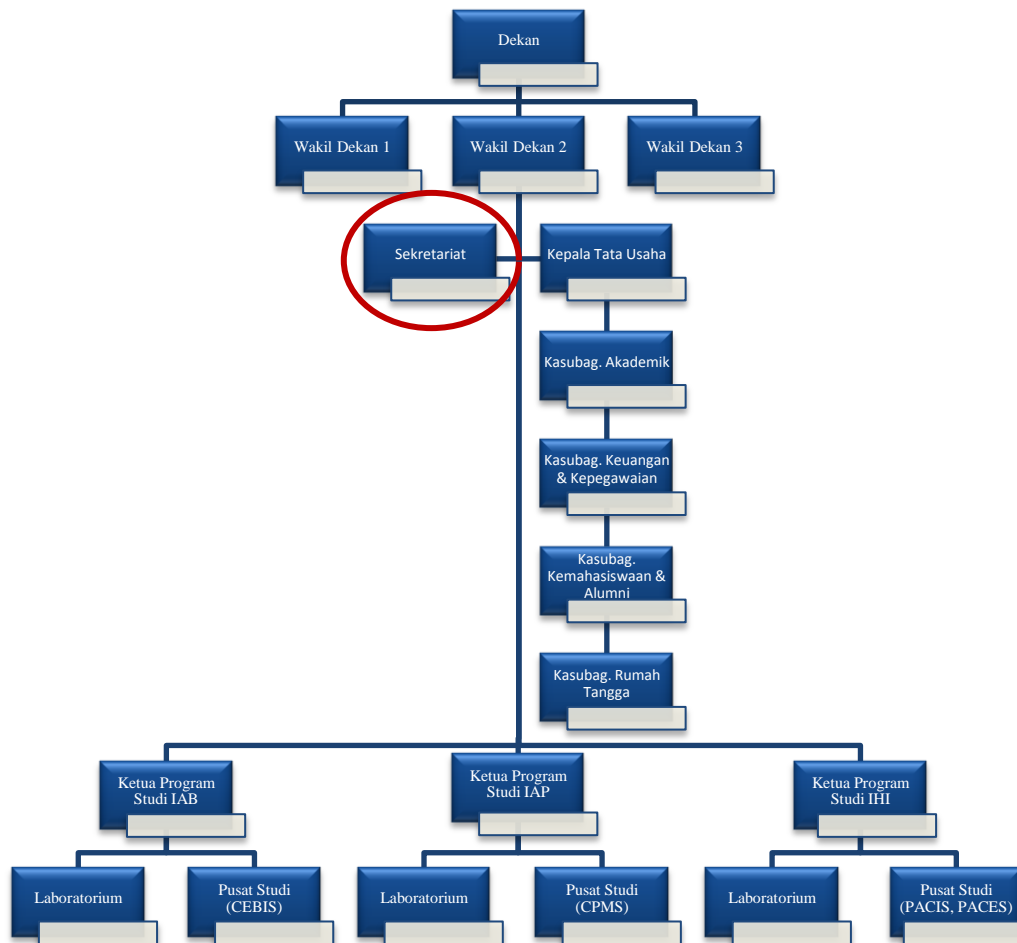 Dekan
Wakil Dekan 1
Wakil Dekan 2
Wakil Dekan 3
Sekretariat
Kepala Tata Usaha
Kasubag. Akademik
Kasubag. Keuangan
& Kepegawaian
Kasubag.
Kemahasiswaan &
Alumni
Kasubag. Rumah
Tangga
Ketua Program
Studi IAB
Ketua Program
Studi IAP
Ketua Program
Studi IHI
Laboratorium
Pusat Studi
(CEBIS)
Laboratorium
Pusat Studi
(CPMS)
Laboratorium
Pusat Studi
(PACIS, PACES)